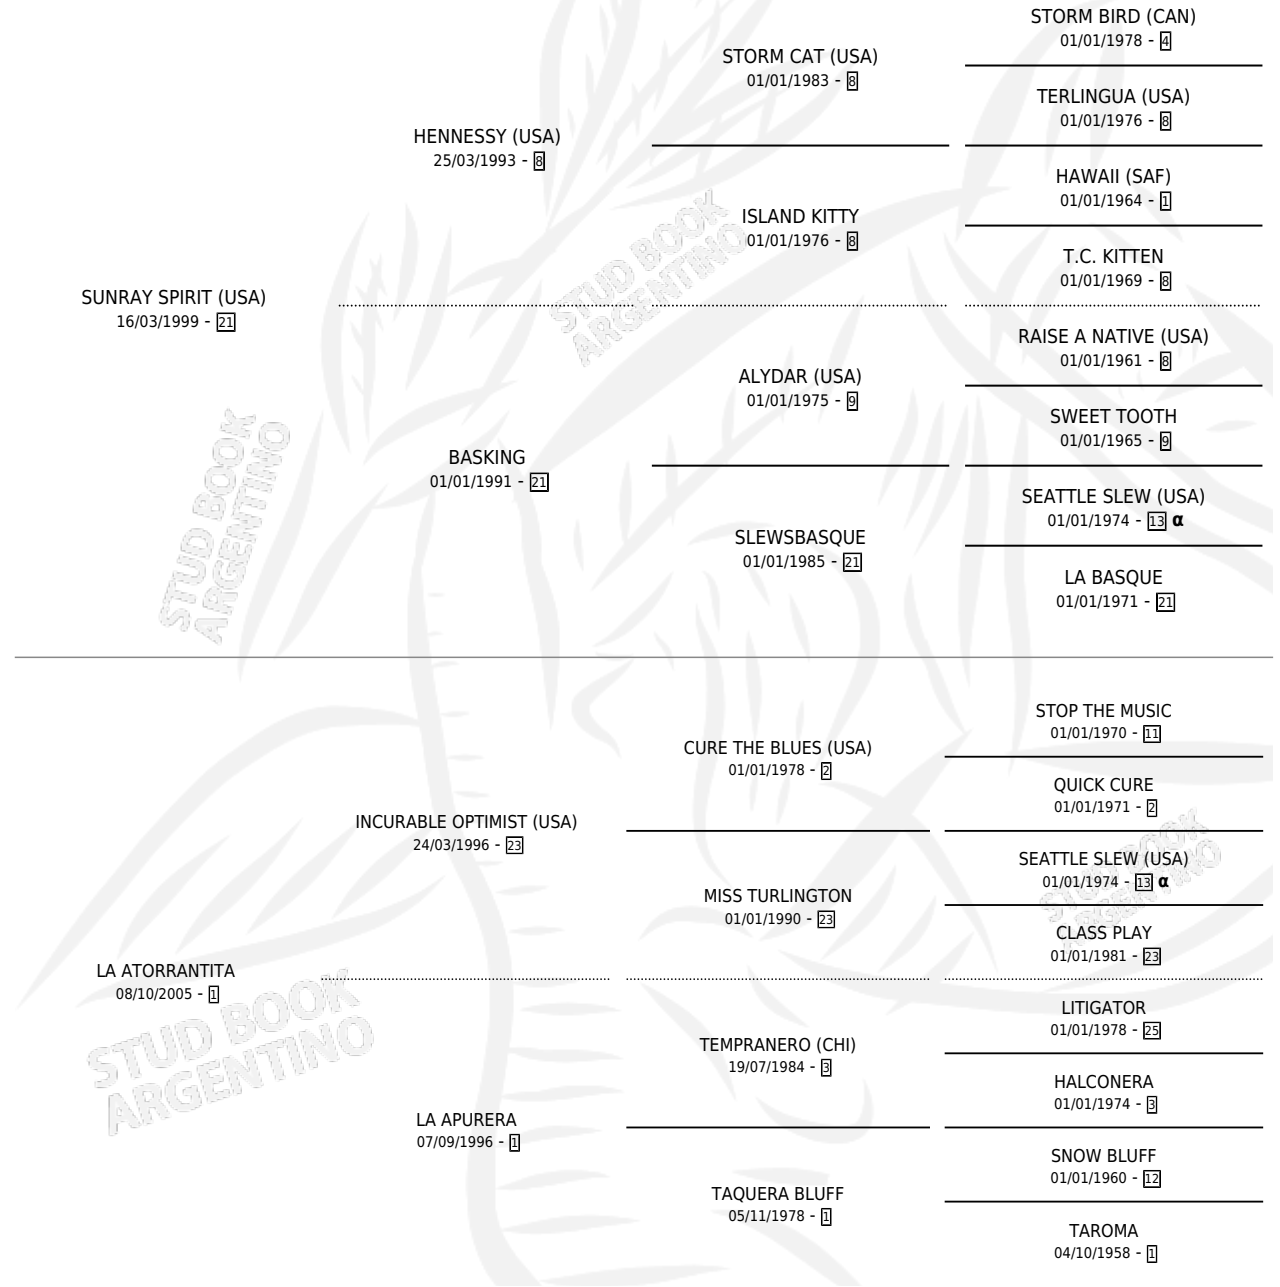 STORM BIRD (CAN)
01/01/1978 - 4
STORM CAT (USA)
01/01/1983 - 8
TERLINGUA (USA)
01/01/1976 - 8
HENNESSY (USA)
25/03/1993 - 8
HAWAII (SAF)
01/01/1964 - 1
ISLAND KITTY
01/01/1976 - 8
T.C. KITTEN
01/01/1969 - 8
SUNRAY SPIRIT (USA)
16/03/1999 - 21
RAISE A NATIVE (USA)
01/01/1961 - 8
ALYDAR (USA)
01/01/1975 - 9
SWEET TOOTH
01/01/1965 - 9
BASKING
01/01/1991 - 21
SEATTLE SLEW (USA)
01/01/1974 - 13 α
SLEWSBASQUE
01/01/1985 - 21
LA BASQUE
01/01/1971 - 21
STOP THE MUSIC
01/01/1970 - 11
CURE THE BLUES (USA)
01/01/1978 - 2
QUICK CURE
01/01/1971 - 2
INCURABLE OPTIMIST (USA)
24/03/1996 - 23
SEATTLE SLEW (USA)
01/01/1974 - 13 α
MISS TURLINGTON
01/01/1990 - 23
CLASS PLAY
01/01/1981 - 23
LA ATORRANTITA
08/10/2005 - 1
LITIGATOR
01/01/1978 - 25
TEMPRANERO (CHI)
19/07/1984 - 3
HALCONERA
01/01/1974 - 3
LA APURERA
07/09/1996 - 1
SNOW BLUFF
01/01/1960 - 12
TAQUERA BLUFF
05/11/1978 - 1
TAROMA
04/10/1958 - 1
STUD BOOK
ARGENTINO
STUD BOOK
ARGENTINO
STUD BOOK
ARGENTINO
STUD BOOK
ARGENTINO